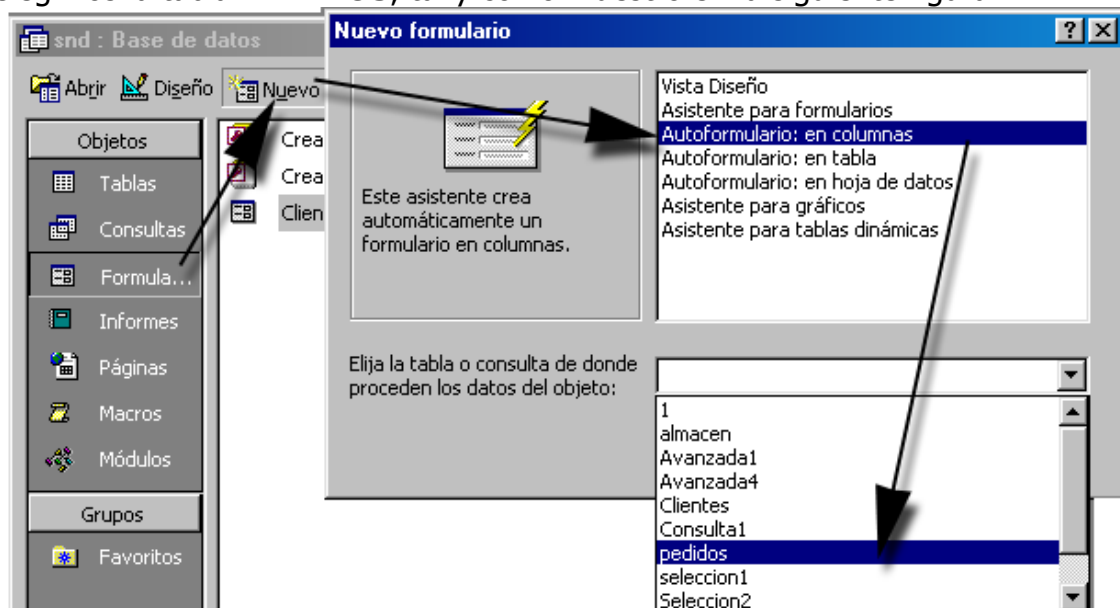 snd : Base de datos
Abrir Diseño Nuevo
Objetos
Tablas
Consultas
Formula...
Informes
Páginas
Macros
Módulos
Grupos
Favoritos
Crea
Crea
Clien
Nuevo formulario
Este asistente crea
automáticamente un
formulario en columnas.
Vista Diseño
Asistente para formularios
Autoformulario: en columnas
Autoformulario: en tabla
Autoformulario: en hoja de datos
Asistente para gráficos
Asistente para tablas dinámicas
Elija la tabla o consulta de donde
proceden los datos del objeto:
1
almacen
Avanzada1
Avanzada4
Clientes
Consulta1
pedidos
seleccion1
Seleccion2